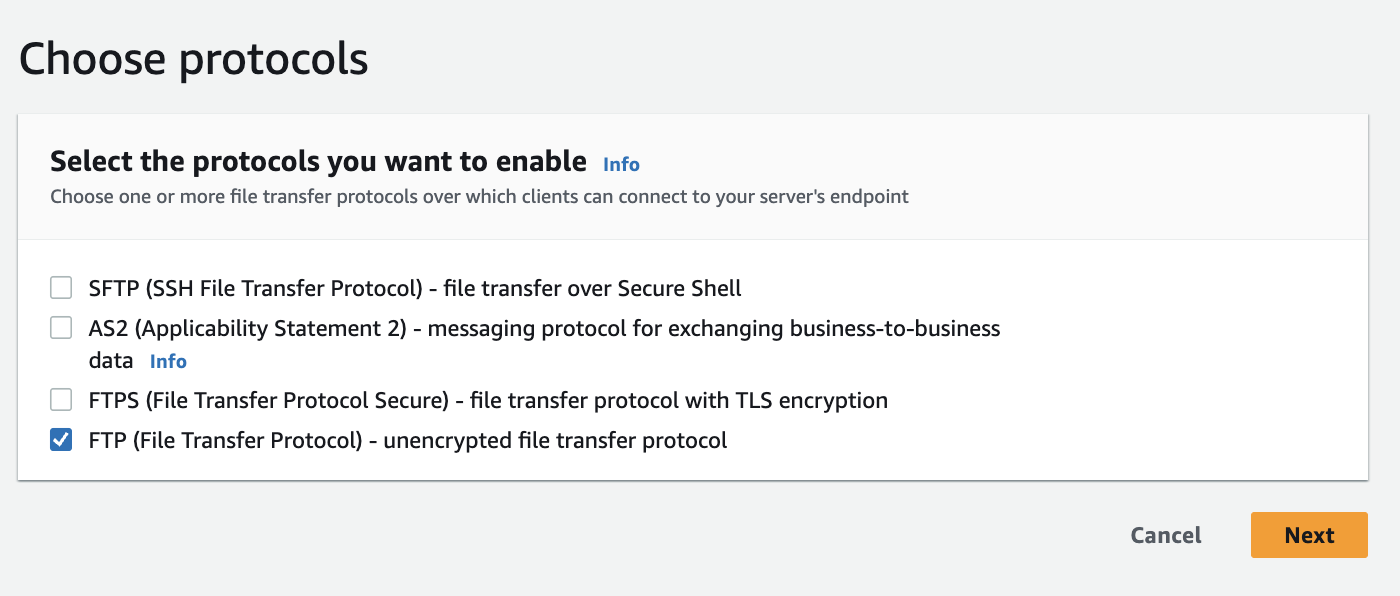 Choose protocols
Select the protocols you want to enable Info
Choose one or more file transfer protocols over which clients can connect to your server's endpoint
SFTP (SSH File Transfer Protocol) - file transfer over Secure Shell
AS2 (Applicability Statement 2) - messaging protocol for exchanging business-to-business
data Info
FTPS (File Transfer Protocol Secure) - file transfer protocol with TLS encryption
FTP (File Transfer Protocol) - unencrypted file transfer protocol
Cancel Next